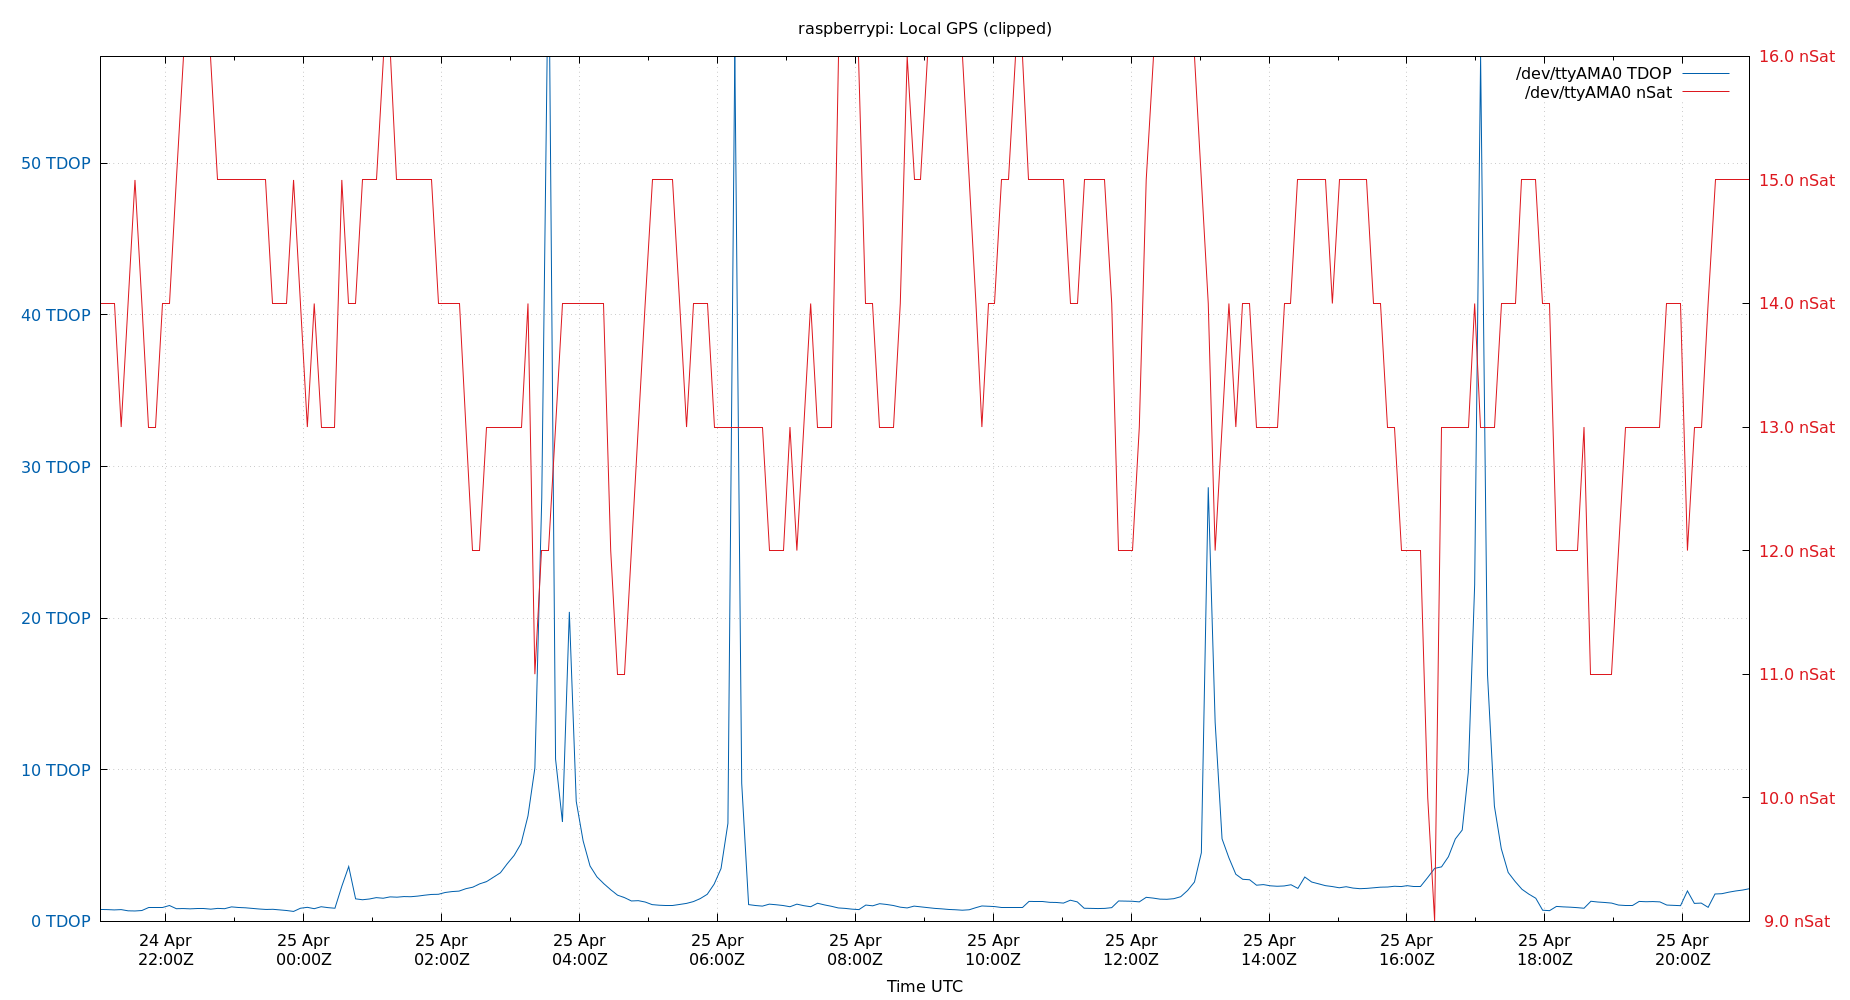 raspberrypi: Local GPS (clipped)
/dev/ttyAMA0 TDOP
/dev/ttyAMA0 nSat
50 TDOP
40 TDOP
30 TDOP
20 TDOP
10 TDOP
0 TDOP
16.0 nSat
15.0 nSat
14.0 nSat
13.0 nSat
12.0 nSat
11.0 nSat
10.0 nSat
9.0 nSat
24 Apr 25 Apr 25 Apr 25 Apr 25 Apr 25 Apr 25 Apr 25 Apr 25 Apr 25 Apr 25 Apr 25 Apr
22:00Z 00:00Z 02:00Z 04:00Z 06:00Z 08:00Z 10:00Z 12:00Z 14:00Z 16:00Z 18:00Z 20:00Z
Time UTC